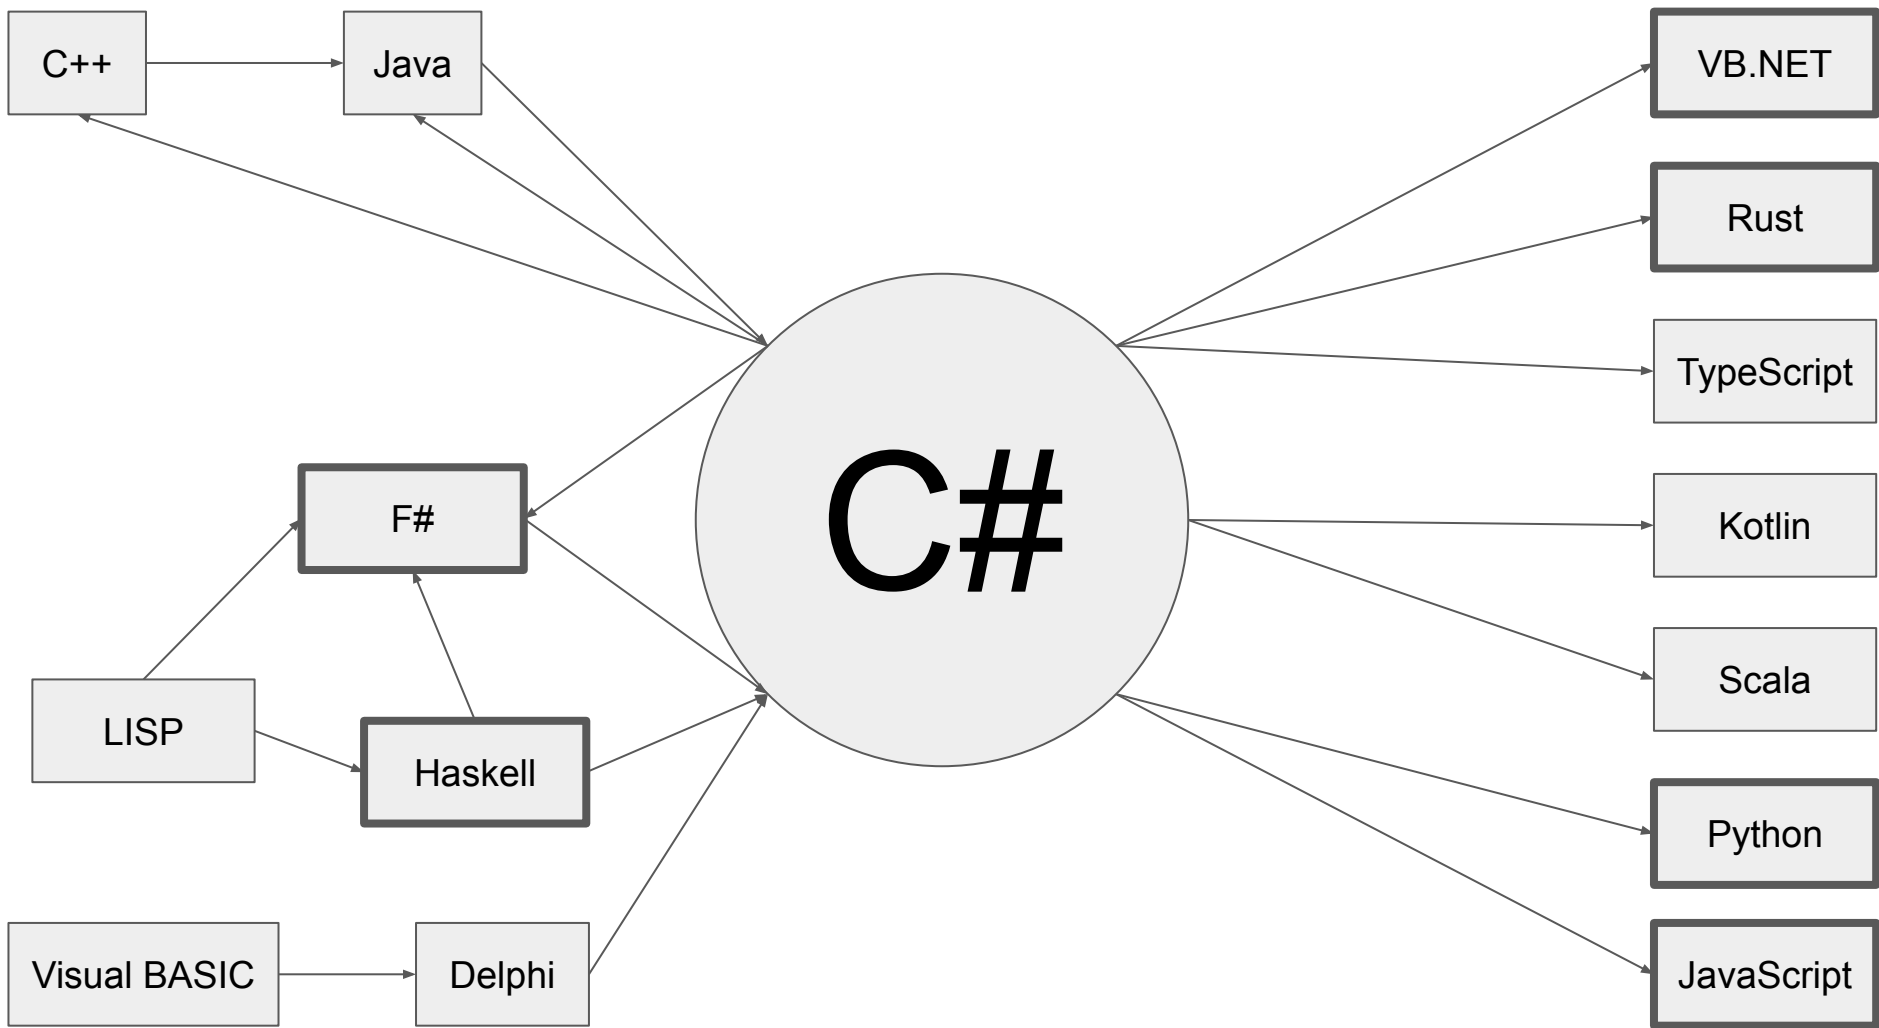 C++
Java
VB.NET
Rust
TypeScript
C#
F#
Kotlin
Scala
LISP
Haskell
Python
Visual BASIC
Delphi
JavaScript